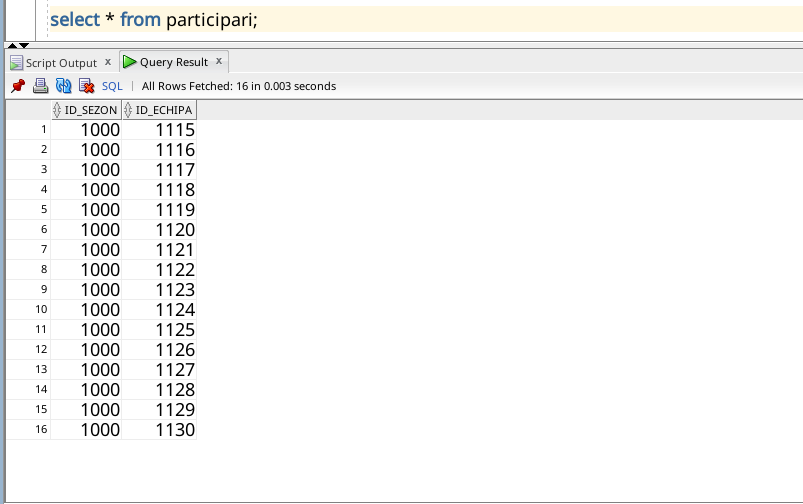 select * from participari;
Script Output x Query Result x
SQL | All Rows Fetched: 16 in 0.003 seconds
ID_SEZON ID_ECHIPA
1 1000 1115
2 1000 1116
3 1000 1117
4 1000 1118
5 1000 1119
6 1000 1120
7 1000 1121
8 1000 1122
9 1000 1123
10 1000 1124
11 1000 1125
12 1000 1126
13 1000 1127
14 1000 1128
15 1000 1129
16 1000 1130